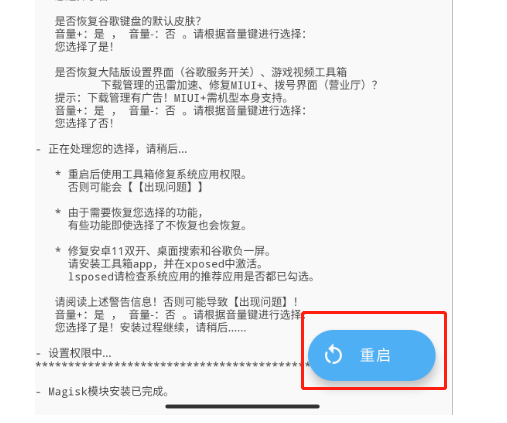 是否恢复谷歌键盘的默认皮肤?
音量+: 是 , 音量-: 否 。请根据音量键进行选择:
您选择了是!
是否恢复大陆版设置界面（谷歌服务开关）、游戏视频工具箱
下载管理的迅雷加速、修复MIUI+、拨号界面（营业厅）?
提示: 下载管理有广告! MIUI+需机型本身支持。
音量+: 是 , 音量-: 否 。请根据音量键进行选择:
您选择了否!
- 正在处理您的选择, 请稍后...
* 重启后使用工具箱修复系统应用权限。
否则可能会【【出现问题】】
* 由于需要恢复您选择的功能,
有些功能即使选择了不恢复也会恢复。
* 修复安卓11双开、桌面搜索和谷歌负一屏。
请安装工具箱app, 并在xposed中激活。
lsposed请检查系统应用的推荐应用是否都已勾选。
请阅读上述警告信息! 否则可能导致【出现问题】!
音量+: 是 , 音量-: 否 。请根据音量键进行选择:
您选择了是! 安装过程继续, 请稍后......
- 设置权限中...
********************************************
重启
- Magisk模块安装已完成。